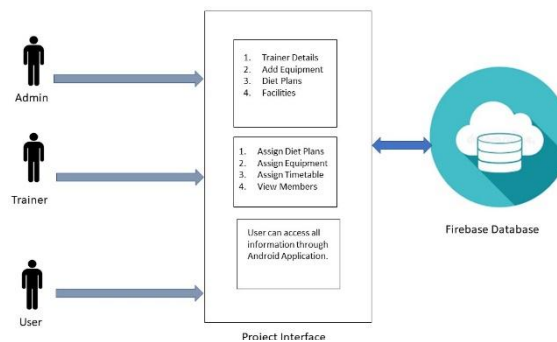 Admin
1. Trainer Details
2. Add Equipment
3. Diet Plans
4. Facilities
Trainer
1. Assign Diet Plans
2. Assign Equipment
3. Assign Timetable
4. View Members
User
User can access all
information through
Android Application.
Project Interface
Firebase Database